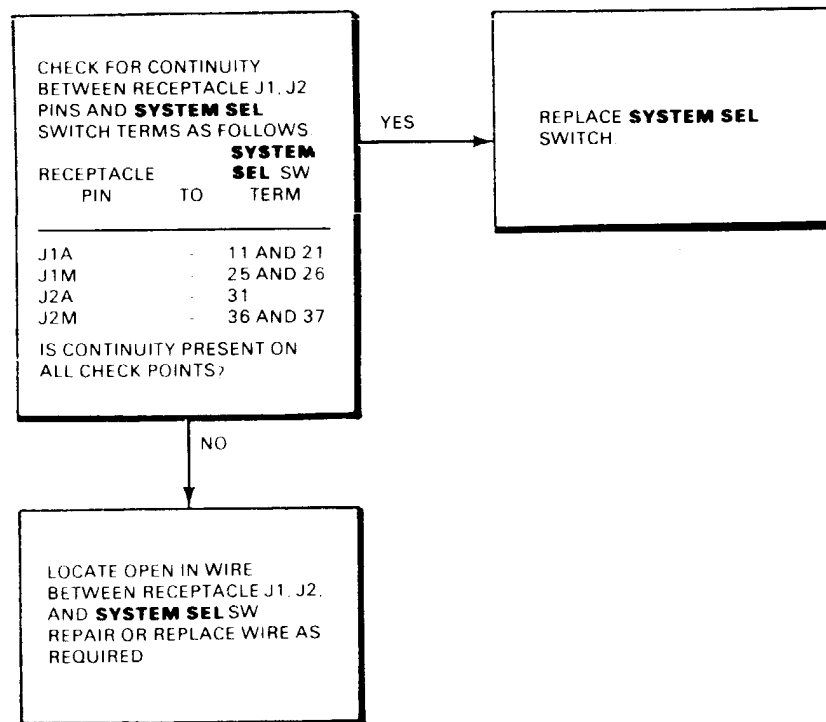 CHECK FOR CONTINUITY
BETWEEN RECEPTACLE J1, J2
PINS AND SYSTEM SEL
SWITCH TERMS AS FOLLOWS.
SYSTEM
RECEPTACLE SEL SW
PIN TO TERM
J1A - 11 AND 21
J1M - 25 AND 26
J2A - 31
J2M - 36 AND 37
IS CONTINUITY PRESENT ON
ALL CHECK POINTS?
YES
REPLACE SYSTEM SEL
SWITCH.
NO
LOCATE OPEN IN WIRE
BETWEEN RECEPTACLE J1, J2,
AND SYSTEM SEL SW
REPAIR OR REPLACE WIRE AS
REQUIRED